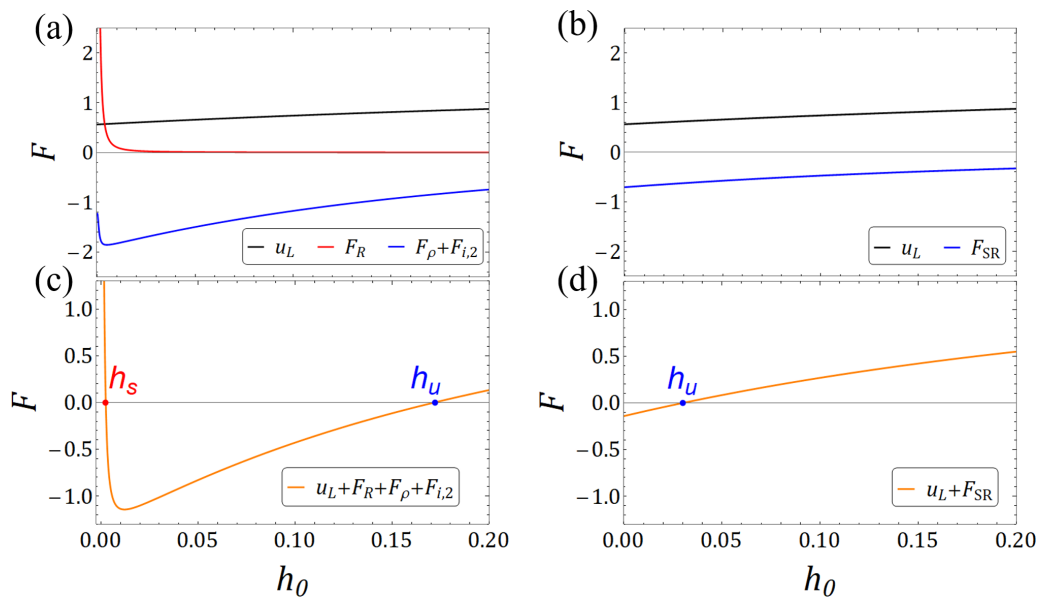 (a)
2
1
0
−1
−2
F
u_L F_R F_ρ+F_{i,2}
(b)
2
1
0
−1
−2
F
u_L F_SR
(c)
1.0
0.5
0.0
−0.5
−1.0
F
h_s
h_u
u_L+F_R+F_ρ+F_{i,2}
0.00 0.05 0.10 0.15 0.20
h_0
(d)
1.0
0.5
0.0
−0.5
−1.0
F
h_u
u_L+F_SR
0.00 0.05 0.10 0.15 0.20
h_0